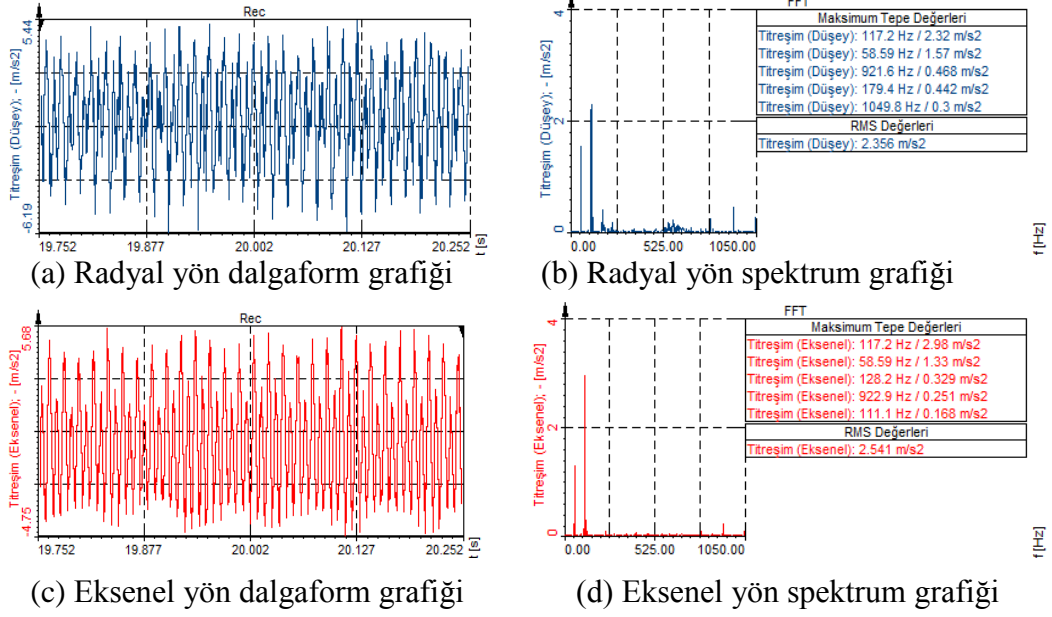 Rec
Titreşim (Düşey); - [m/s2]
5.44
-6.19
19.752 19.877 20.002 20.127 20.252
t [s]
(a) Radyal yön dalgaform grafiği
FFT
Titreşim (Düşey); - [m/s2]
4
2
0
0.00 525.00 1050.00
f [Hz]
Maksimum Tepe Değerleri
Titreşim (Düşey): 117.2 Hz / 2.32 m/s2
Titreşim (Düşey): 58.59 Hz / 1.57 m/s2
Titreşim (Düşey): 921.6 Hz / 0.468 m/s2
Titreşim (Düşey): 179.4 Hz / 0.442 m/s2
Titreşim (Düşey): 1049.8 Hz / 0.3 m/s2
RMS Değerleri
Titreşim (Düşey): 2.356 m/s2
(b) Radyal yön spektrum grafiği
Rec
Titreşim (Eksenel); - [m/s2]
5.68
-4.75
19.752 19.877 20.002 20.127 20.252
t [s]
(c) Eksenel yön dalgaform grafiği
FFT
Titreşim (Eksenel); - [m/s2]
4
2
0
0.00 525.00 1050.00
f [Hz]
Maksimum Tepe Değerleri
Titreşim (Eksenel): 117.2 Hz / 2.98 m/s2
Titreşim (Eksenel): 58.59 Hz / 1.33 m/s2
Titreşim (Eksenel): 128.2 Hz / 0.329 m/s2
Titreşim (Eksenel): 922.9 Hz / 0.251 m/s2
Titreşim (Eksenel): 111.1 Hz / 0.168 m/s2
RMS Değerleri
Titreşim (Eksenel): 2.541 m/s2
(d) Eksenel yön spektrum grafiği